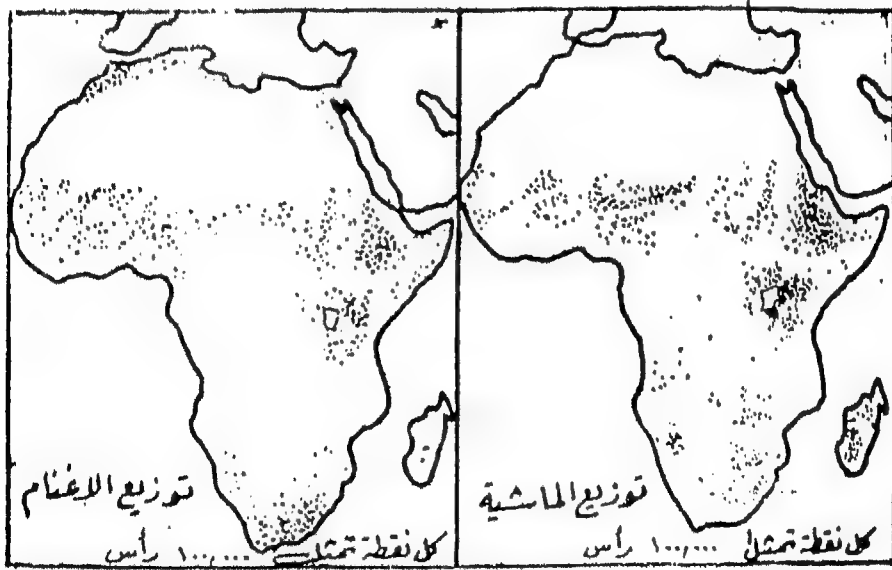 توزيع الماشية
كل نقطة تمثل ١٠٠,٠٠٠ رأس
توزيع الاغنام
كل نقطة تمثل ١٠٠,٠٠٠ رأس